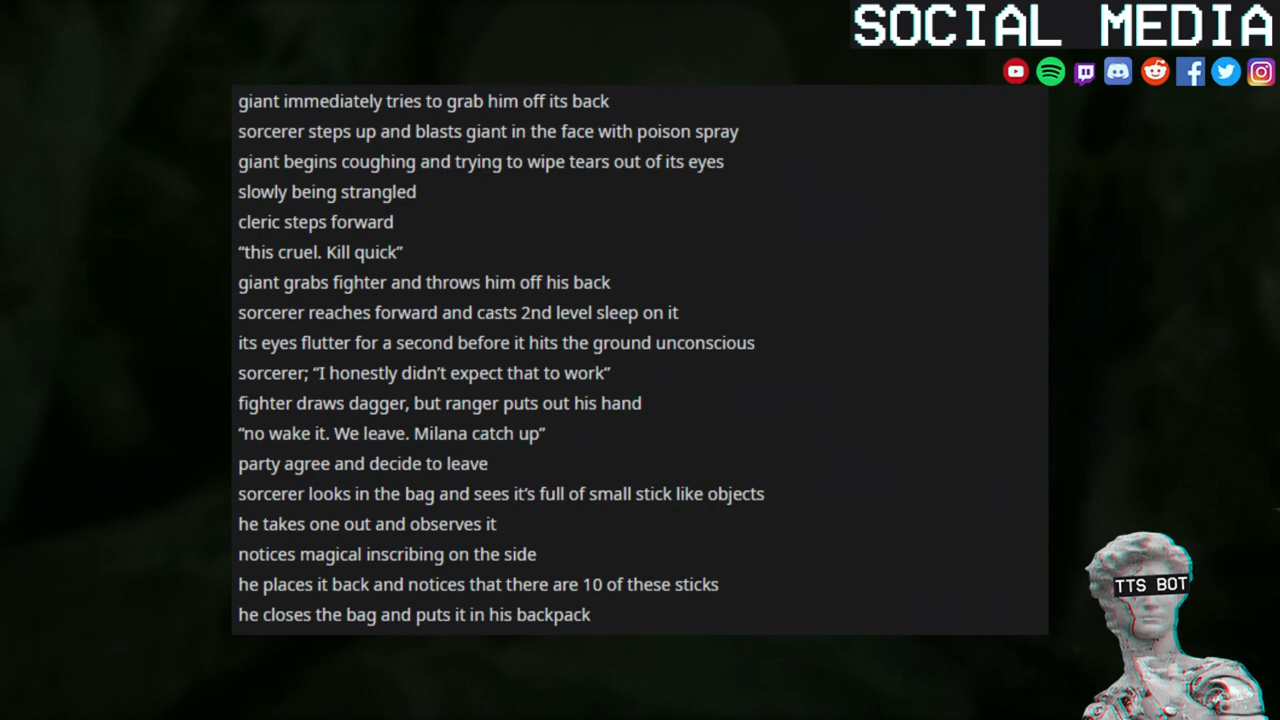 SOCIAL MEDIA
giant immediately tries to grab him off its back
sorcerer steps up and blasts giant in the face with poison spray
giant begins coughing and trying to wipe tears out of its eyes
slowly being strangled
cleric steps forward
“this cruel. Kill quick”
giant grabs fighter and throws him off his back
sorcerer reaches forward and casts 2nd level sleep on it
its eyes flutter for a second before it hits the ground unconscious
sorcerer; “I honestly didn’t expect that to work”
fighter draws dagger, but ranger puts out his hand
“no wake it. We leave. Milana catch up”
party agree and decide to leave
sorcerer looks in the bag and sees it’s full of small stick like objects
he takes one out and observes it
notices magical inscribing on the side
he places it back and notices that there are 10 of these sticks
he closes the bag and puts it in his backpack
TTS BOT